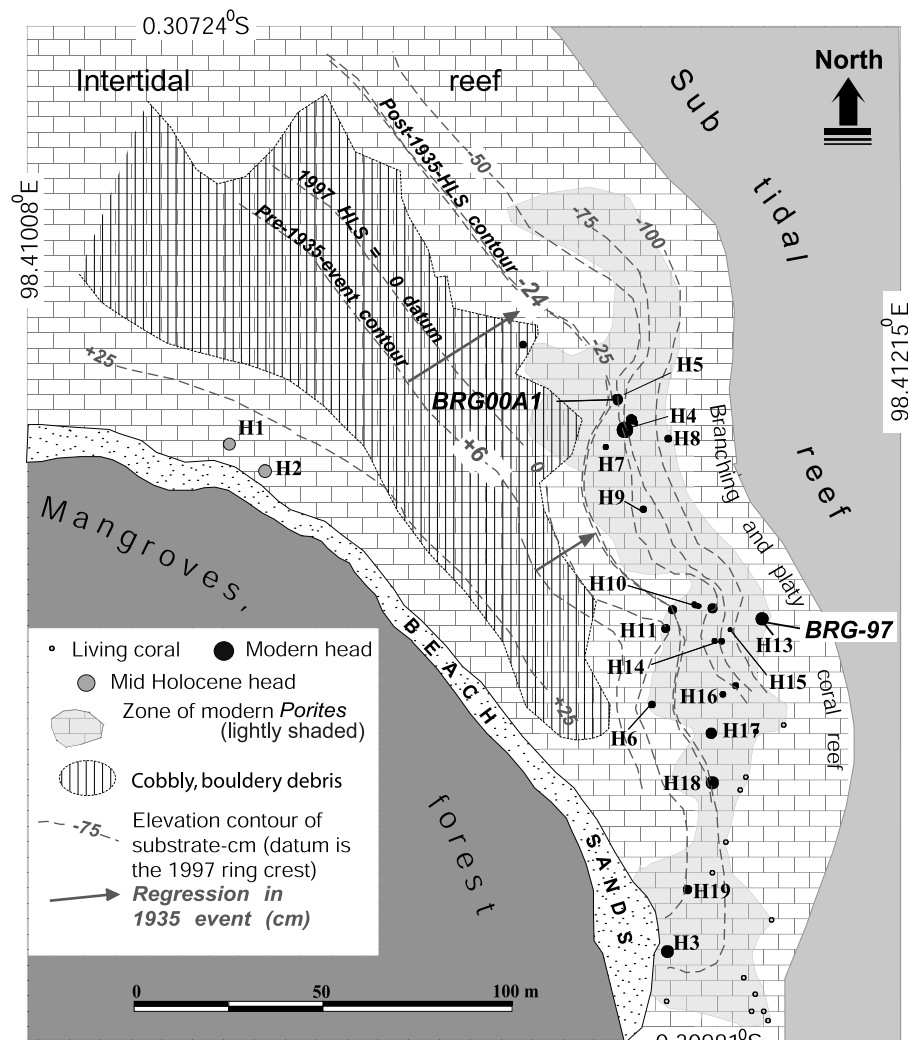 0.30724⁰S
Intertidal reef
North
Sub tidal reef
98.41008⁰E
98.41215⁰E
Post-1935-HLS contour -24
1997 HLS = 0 datum
Pre-1935-event contour
+6
-50
-75
-100
-25
0
+25
+25
BRG00A1
H5
H4
H8
H7
H9
H1
H2
H10
H11
H13
BRG-97
H14
H15
H16
H6
H17
H18
H19
H3
Branching and platy coral reef
Mangroves, forest
BEACH SANDS
Living coral
Modern head
Mid Holocene head
Zone of modern Porites
(lightly shaded)
Cobbly, bouldery debris
-75
Elevation contour of
substrate-cm (datum is
the 1997 ring crest)
Regression in
1935 event (cm)
0 50 100 m